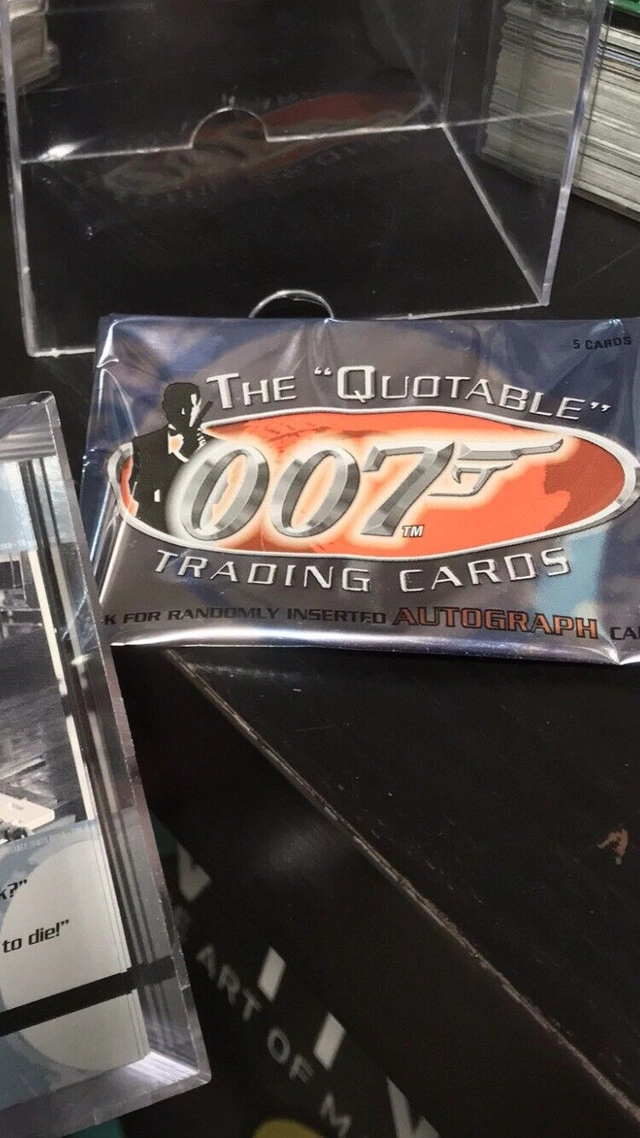 5 CARDS
THE "QUOTABLE"
007
TM
TRADING CARDS
FOR RANDOMLY INSERTED AUTOGRAPH
to die!"
ART OF